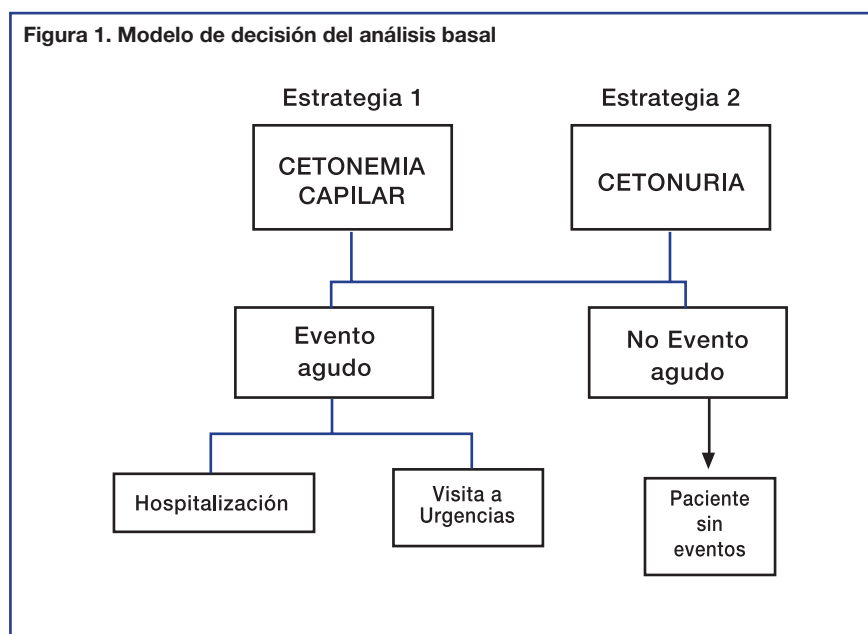 Figura 1. Modelo de decisión del análisis basal
Estrategia 1
Estrategia 2
CETONEMIA
CAPILAR
CETONURIA
Evento
agudo
No Evento
agudo
Hospitalización
Visita a
Urgencias
Paciente
sin
eventos